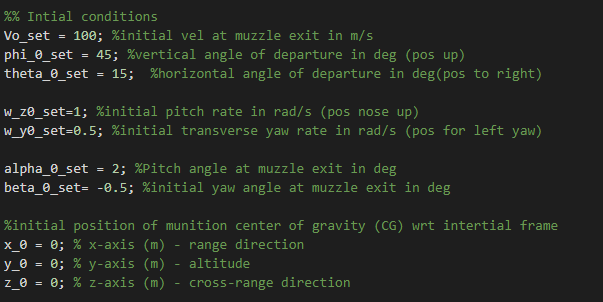 %% Intial conditions
Vo_set = 100; %initial vel at muzzle exit in m/s
phi_0_set = 45; %vertical angle of departure in deg (pos up)
theta_0_set = 15;  %horizontal angle of departure in deg(pos to right)
w_z0_set=1; %initial pitch rate in rad/s (pos nose up)
w_y0_set=0.5; %initial transverse yaw rate in rad/s (pos for left yaw)
alpha_0_set = 2; %Pitch angle at muzzle exit in deg
beta_0_set= -0.5; %initial yaw angle at muzzle exit in deg
%initial position of munition center of gravity (CG) wrt intertial frame
x_0 = 0; % x-axis (m) - range direction
y_0 = 0; % y-axis (m) - altitude
z_0 = 0; % z-axis (m) - cross-range direction